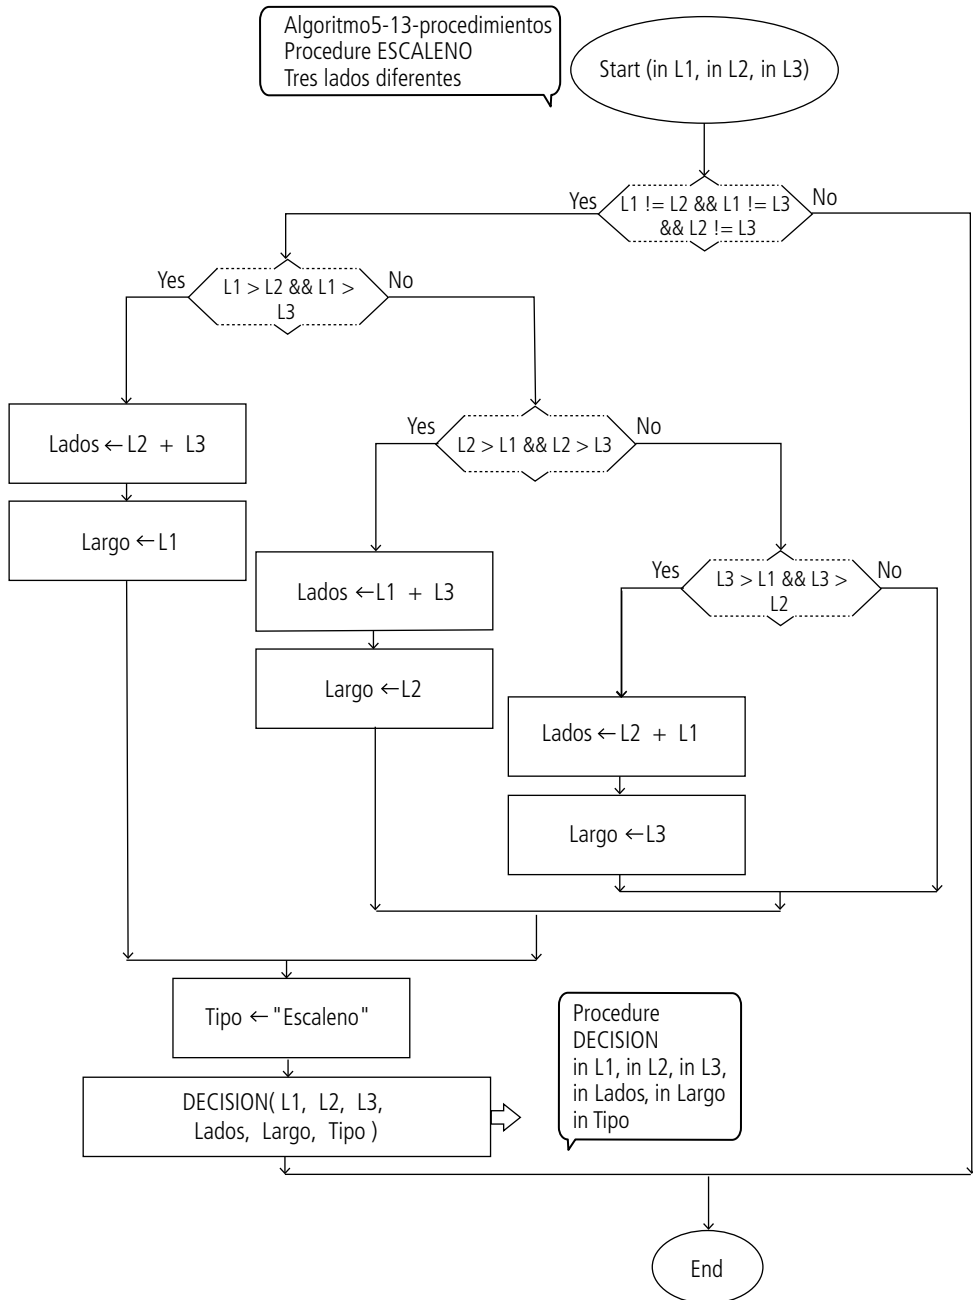 Algoritmo5-13-procedimientos
Procedure ESCALENO
Tres lados diferentes
Start (in L1, in L2, in L3)
Yes
L1 != L2 && L1 != L3
&& L2 != L3
No
Yes
L1 > L2 && L1 >
L3
No
Lados ← L2 + L3
Largo ← L1
Yes
L2 > L1 && L2 > L3
No
Lados ← L1 + L3
Largo ← L2
Yes
L3 > L1 && L3 >
L2
No
Lados ← L2 + L1
Largo ← L3
Tipo ← "Escaleno"
DECISION( L1, L2, L3,
Lados, Largo, Tipo )
Procedure
DECISION
in L1, in L2, in L3,
in Lados, in Largo
in Tipo
End